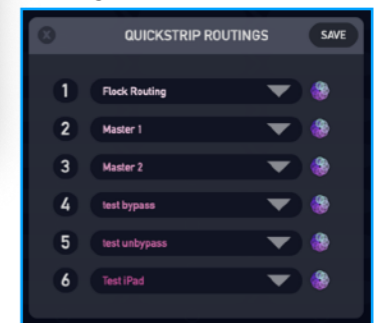 X QUICKSTRIP ROUTINGS SAVE
1 Flock Routing
2 Master 1
3 Master 2
4 test bypass
5 test unbypass
6 Test iPad